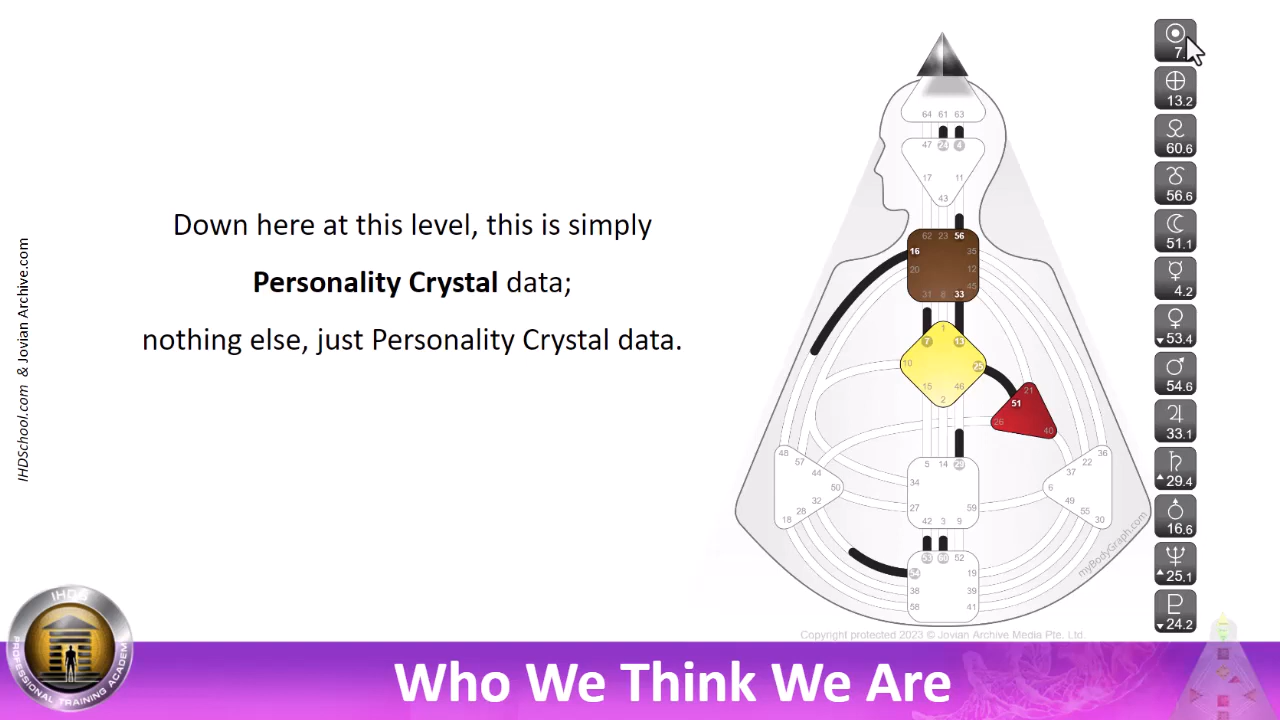 Down here at this level, this is simply
Personality Crystal data;
nothing else, just Personality Crystal data.
IHDSchool.com & Jovian Archive.com
64 61 63
47 24 4
17 11
43
62 23 56
16 35
20 12
45
31 8 33
1
7 13
10 25
15 46
2
21
51
26 40
48
57
44
50
32
28
18
5 14 29
34
27 59
42 3 9
36
22
37
6
49
55
30
53 60 52
54 19
38 39
58 41
7.
13.2
60.6
56.6
51.1
4.2
53.4
54.6
33.1
29.4
16.6
25.1
24.2
myBodyGraph.com
Copyright protected 2023 © Jovian Archive Media Pte. Ltd.
IHDS
PROFESSIONAL TRAINING ACADEMY
Who We Think We Are